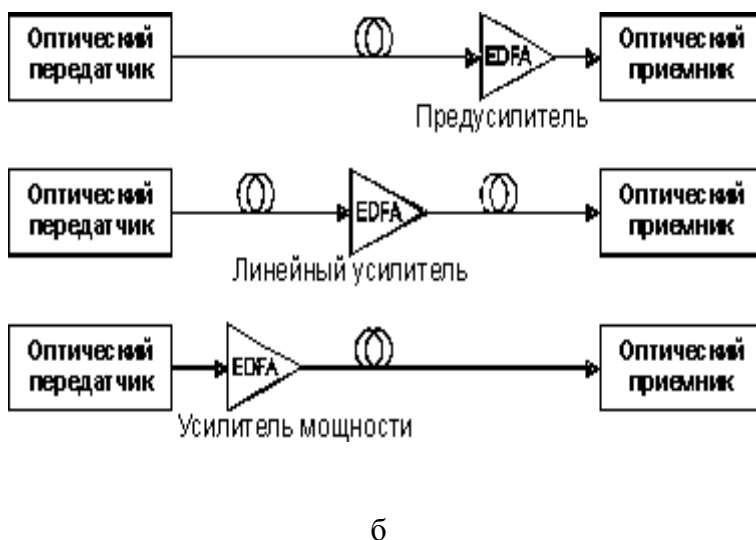 Оптический
передатчик
EDFA
Оптический
приемник
Предусилитель
Оптический
передатчик
EDFA
Оптический
приемник
Линейный усилитель
Оптический
передатчик
EDFA
Оптический
приемник
Усилитель мощности
б